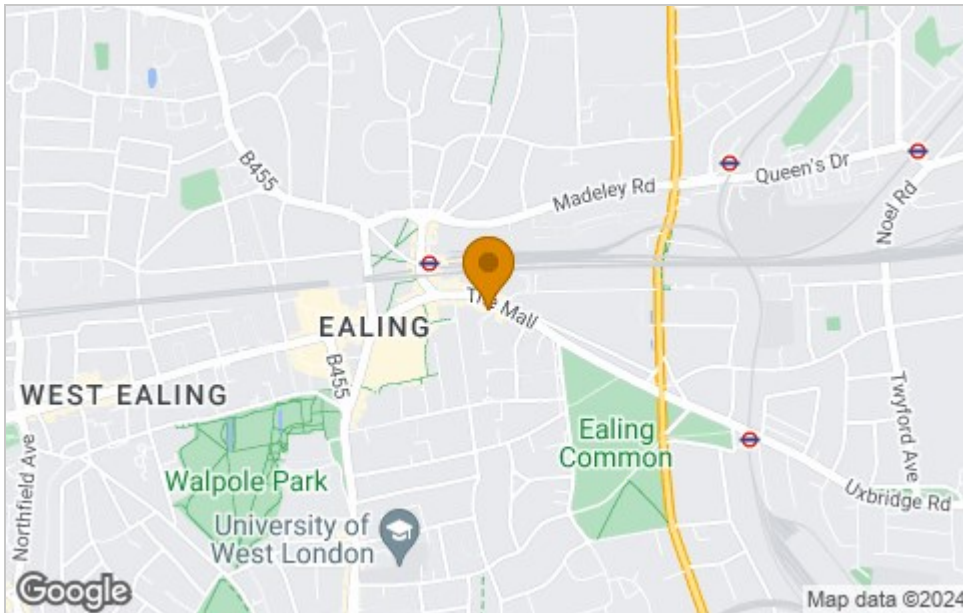 B455
Madeley Rd
Queen's Dr
Noel Rd
The Mall
EALING
B455
WEST EALING
Twyford Ave
Ealing
Common
Walpole Park
Northfield Ave
Uxbridge Rd
University of
West London
Google
Map data ©2024